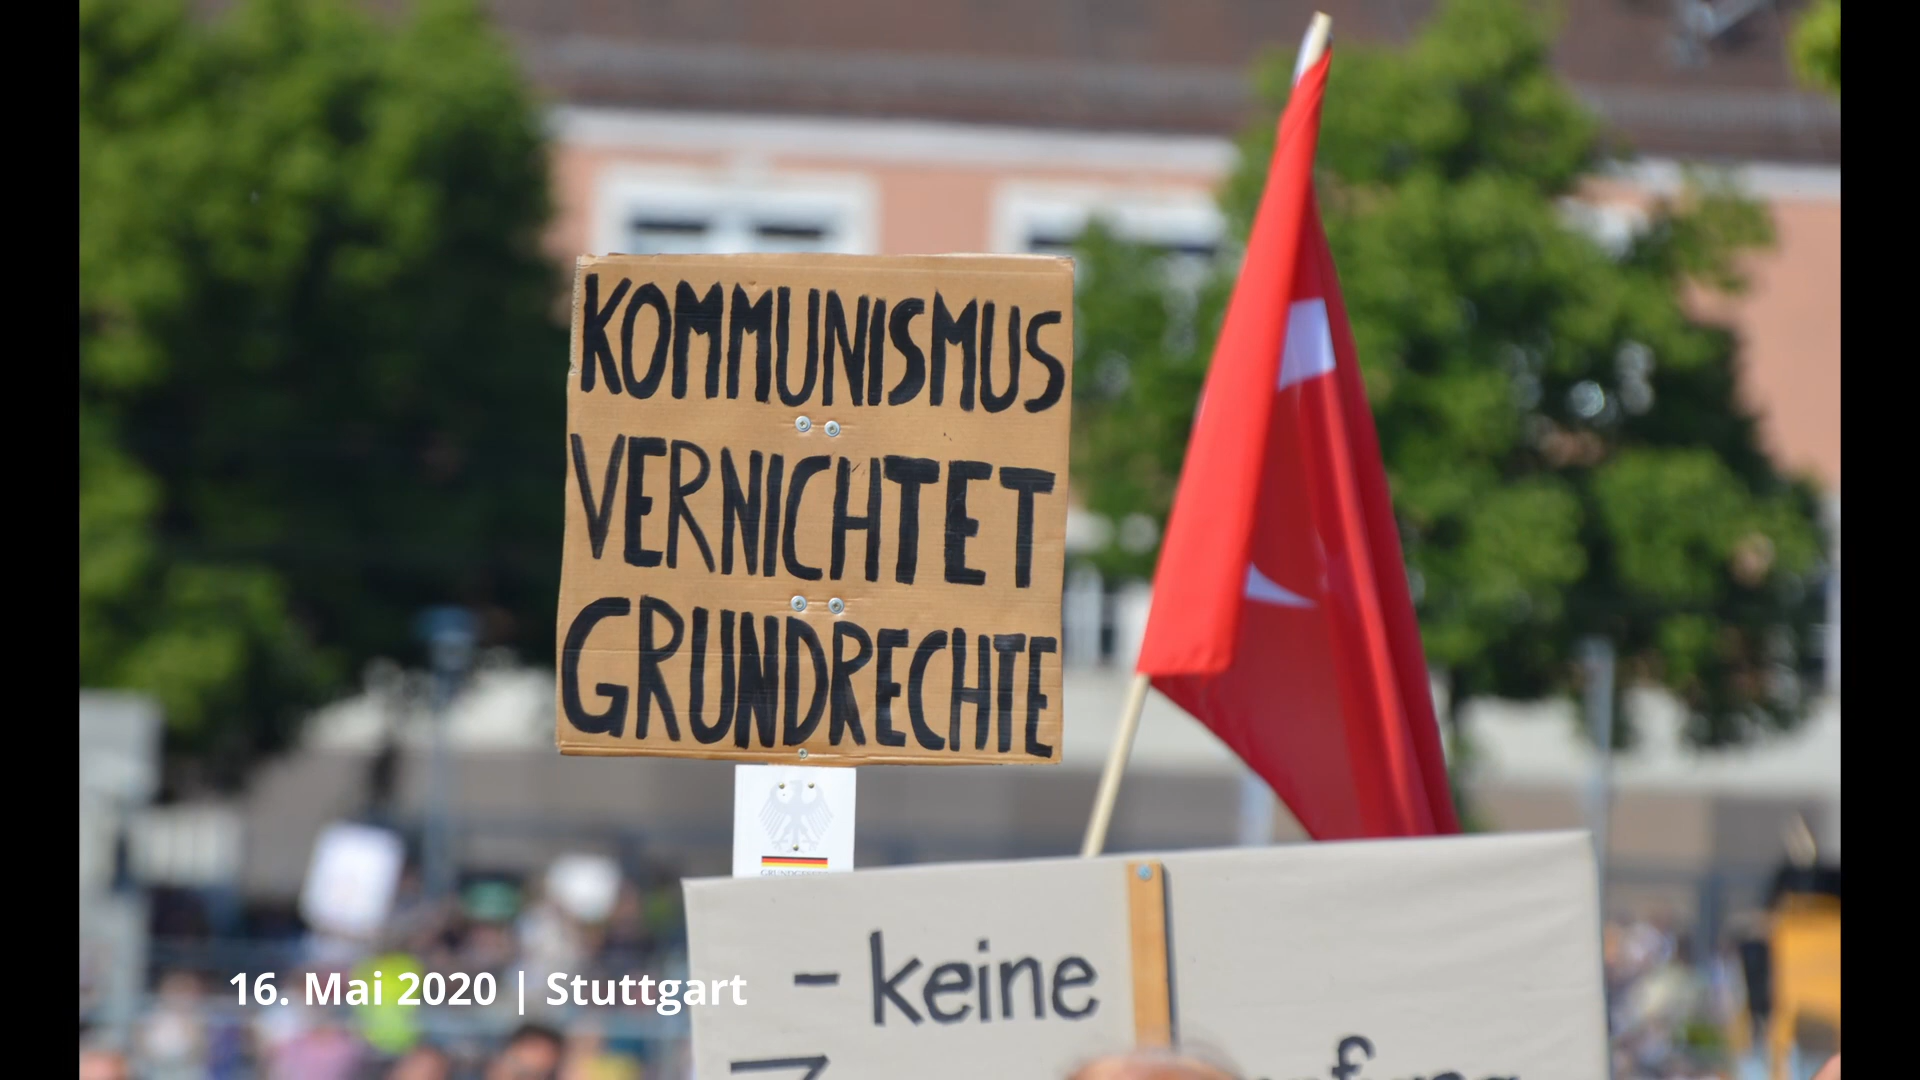 KOMMUNISMUS
VERNICHTET
GRUNDRECHTE
- keine
16. Mai 2020 | Stuttgart